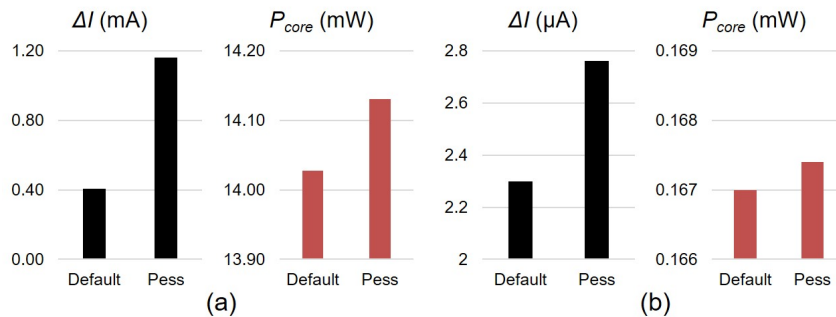 ΔI (mA)
1.20
0.80
0.40
0.00
Default Pess
P_core (mW)
14.20
14.10
14.00
13.90
Default Pess
(a)
ΔI (μA)
2.8
2.6
2.4
2.2
2
Default Pess
P_core (mW)
0.169
0.168
0.167
0.166
Default Pess
(b)